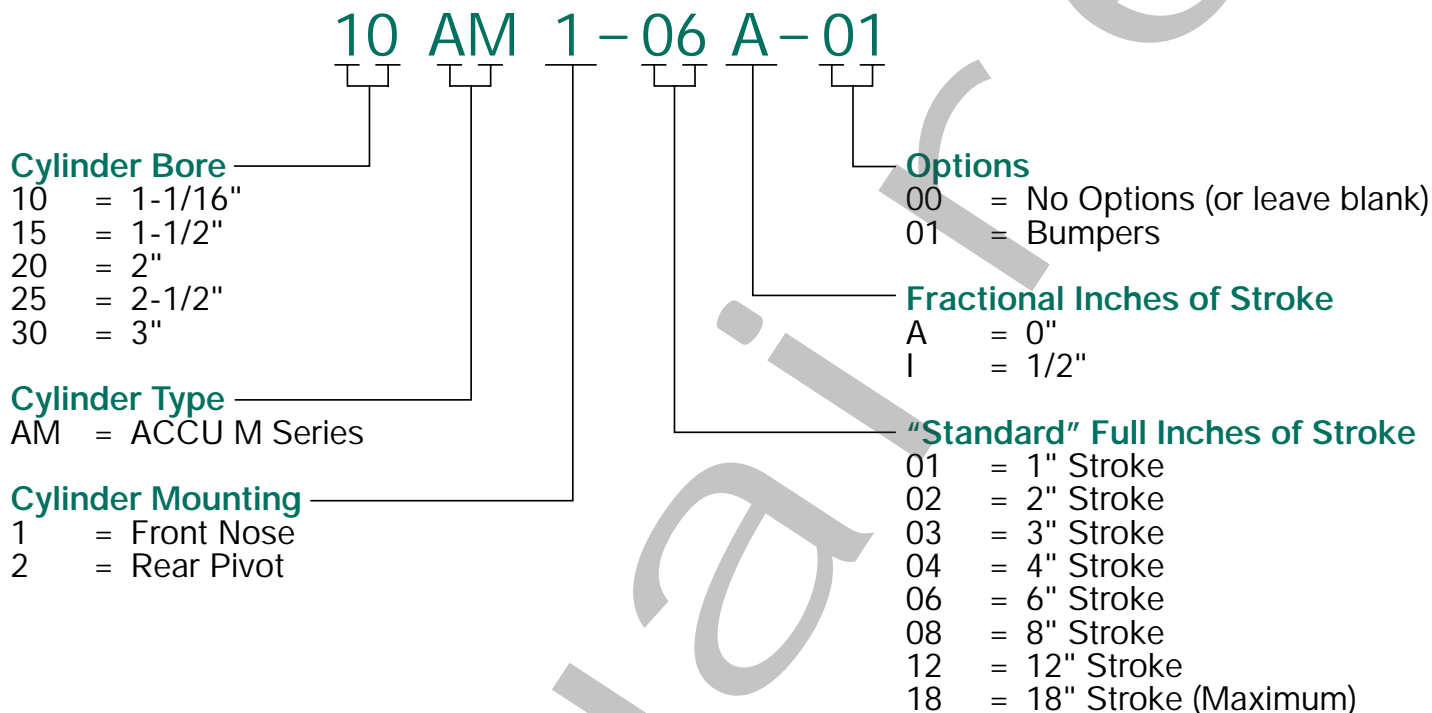 10 AM 1 – 06 A – 01
Cylinder Bore
10 = 1-1/16"
15 = 1-1/2"
20 = 2"
25 = 2-1/2"
30 = 3"
Cylinder Type
AM = ACCU M Series
Cylinder Mounting
1 = Front Nose
2 = Rear Pivot
Options
00 = No Options (or leave blank)
01 = Bumpers
Fractional Inches of Stroke
A = 0"
I = 1/2"
“Standard” Full Inches of Stroke
01 = 1" Stroke
02 = 2" Stroke
03 = 3" Stroke
04 = 4" Stroke
06 = 6" Stroke
08 = 8" Stroke
12 = 12" Stroke
18 = 18" Stroke (Maximum)